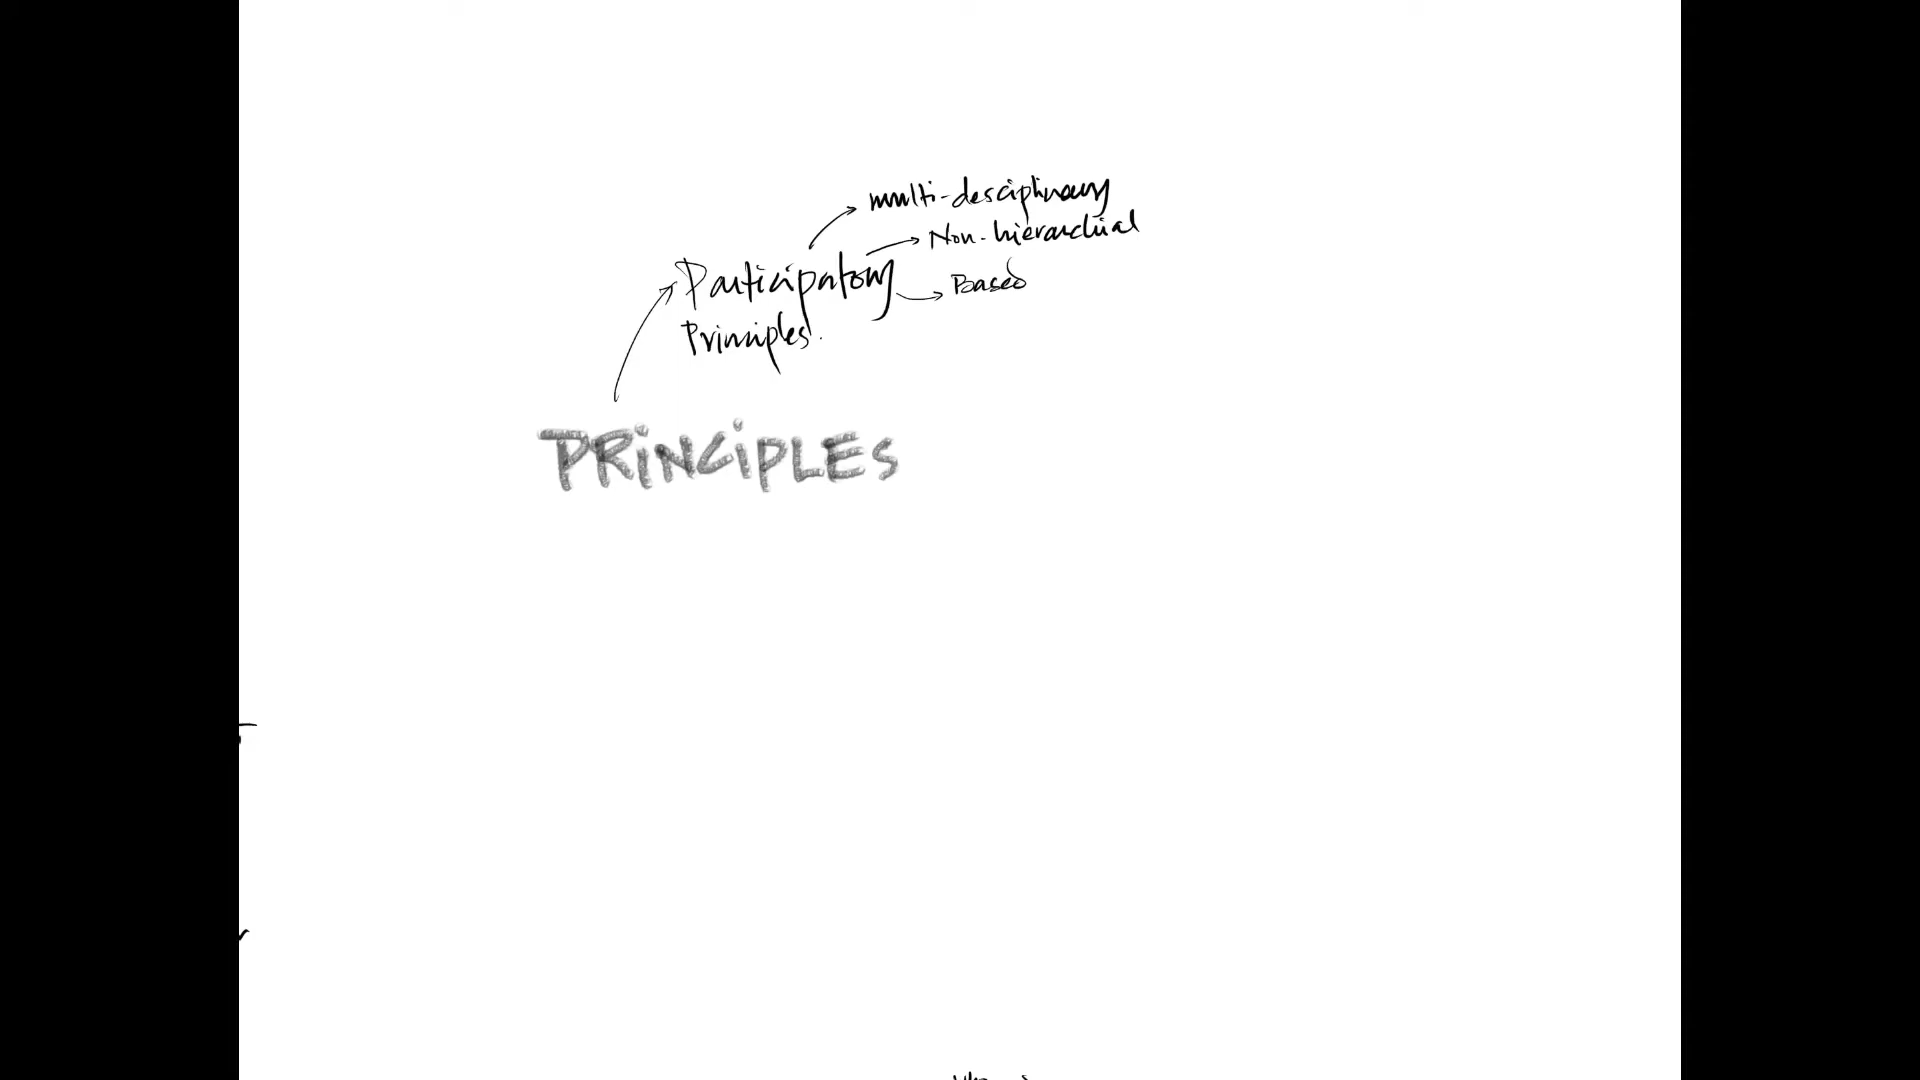 multi-desciplinary
Non-hierarchial
Participatory
Based
Principles.
PRiNCiPLES